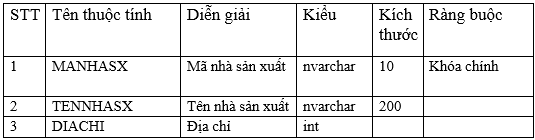 STT Tên thuộc tính Diễn giải Kiểu Kích thước Ràng buộc
1 MANHASX Mã nhà sản xuất nvarchar 10 Khóa chính
2 TENNHASX Tên nhà sản xuất nvarchar 200
3 DIACHI Địa chỉ int